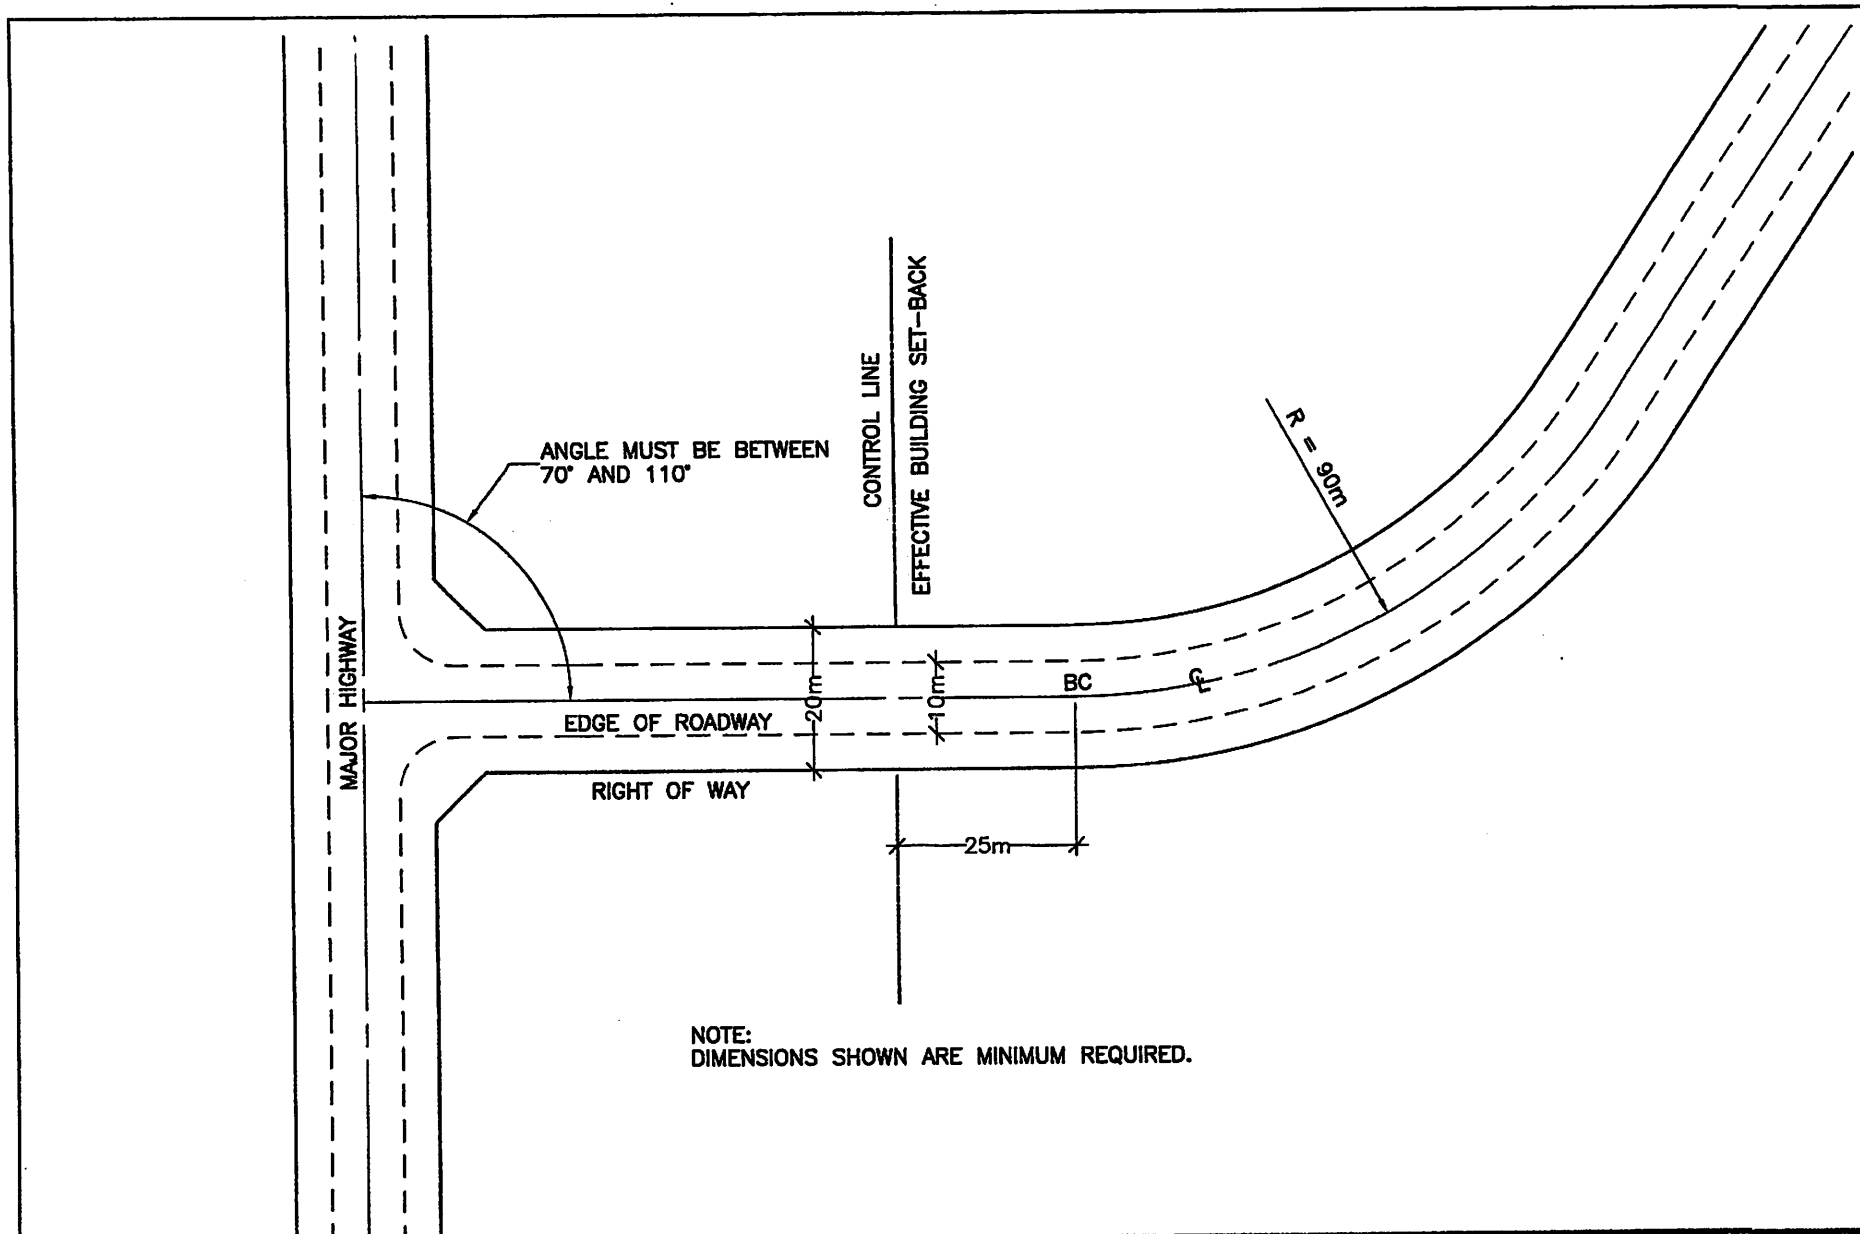 ANGLE MUST BE BETWEEN
70° AND 110°
CONTROL LINE
EFFECTIVE BUILDING SET-BACK
R = 90m
MAJOR HIGHWAY
20m
10m
BC
℄
EDGE OF ROADWAY
RIGHT OF WAY
25m
NOTE:
DIMENSIONS SHOWN ARE MINIMUM REQUIRED.